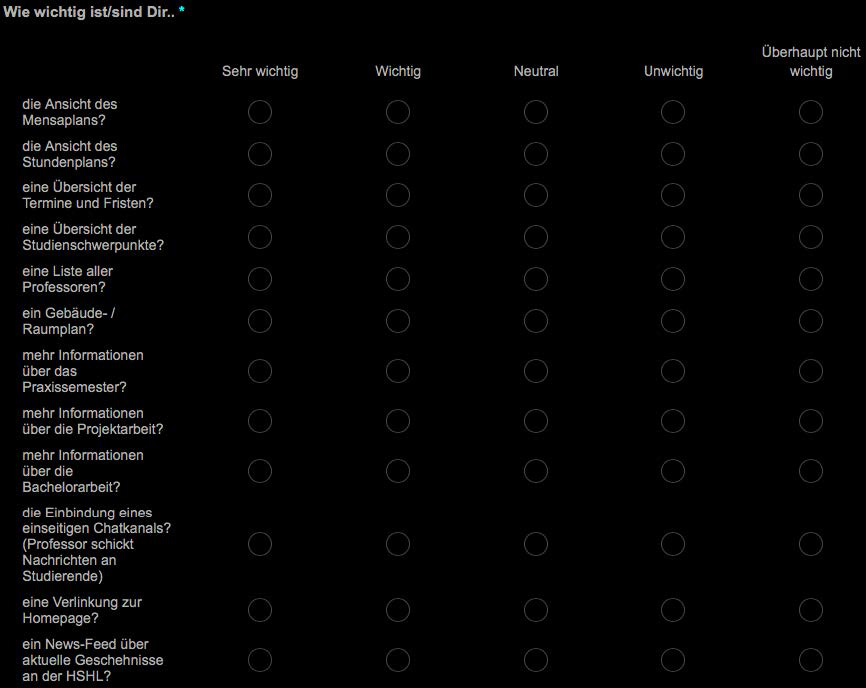 Wie wichtig ist/sind Dir.. *
Sehr wichtig
Wichtig
Neutral
Unwichtig
Überhaupt nicht
wichtig
die Ansicht des
Mensaplans?
die Ansicht des
Stundenplans?
eine Übersicht der
Termine und Fristen?
eine Übersicht der
Studienschwerpunkte?
eine Liste aller
Professoren?
ein Gebäude- /
Raumplan?
mehr Informationen
über das
Praxissemester?
mehr Informationen
über die Projektarbeit?
mehr Informationen
über die
Bachelorarbeit?
die Einbindung eines
einseitigen Chatkanals?
(Professor schickt
Nachrichten an
Studierende)
eine Verlinkung zur
Homepage?
ein News-Feed über
aktuelle Geschehnisse
an der HSHL?